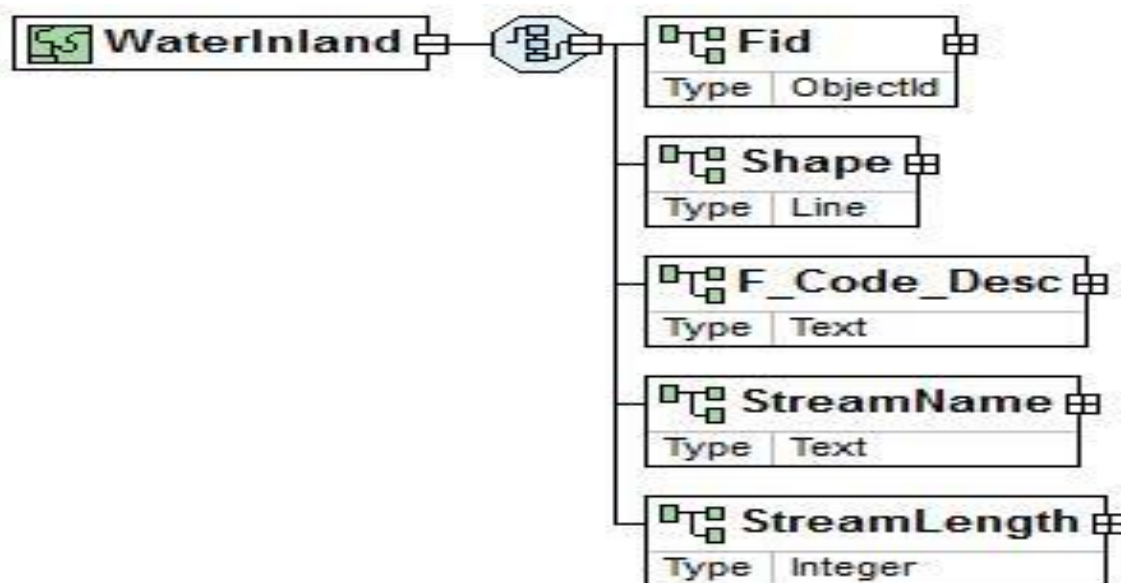 WaterInland
Fid
Type ObjectId
Shape
Type Line
F_Code_Desc
Type Text
StreamName
Type Text
StreamLength
Type Integer